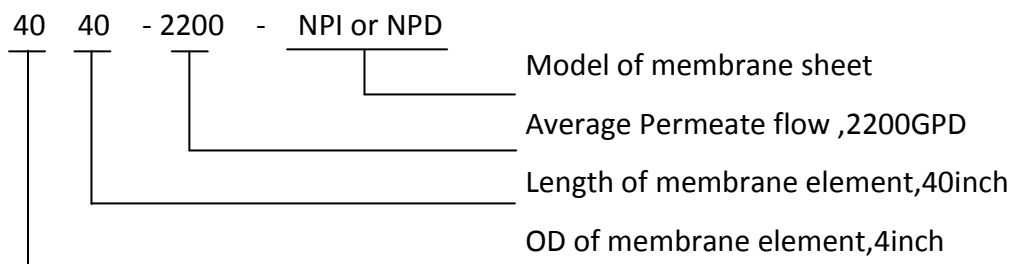 40 40 - 2200 - NPI or NPD
Model of membrane sheet
Average Permeate flow ,2200GPD
Length of membrane element,40inch
OD of membrane element,4inch